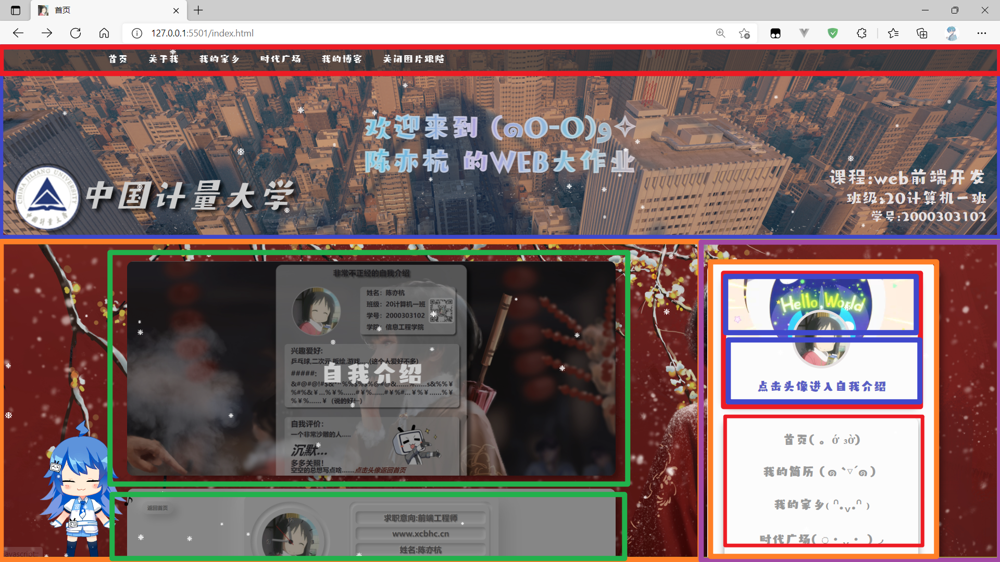 首页
127.0.0.1:5501/index.html
首页 关于我 我的家乡 时代广场 我的博客 关闭图片跟随
欢迎来到 (๑O-O)و✧
陈亦杭 的WEB大作业
CHINA JILIANG UNIVERSITY
中国计量大学
中国计量大学
课程:web前端开发
班级:20计算机一班
学号:2000303102
非常不正经的自我介绍
姓名：陈亦杭
班级：20计算机一班
学号：2000303102
学院：信息工程学院
兴趣爱好:
乒乓球,二次元,板绘,游戏.....(这个人爱好不多)
自我介绍
#####:
%#%&￥...%￥%......#￥%......#￥%#...￥%￥......%￥
%￥%......￥（说的好！）
自我评价：
一个非常沙雕的人.....
沉默...
多多关照！
空空的总想写点啥.......点击头像返回首页
返回首页
求职意向:前端工程师
www.xcbhc.cn
姓名:陈亦杭
Hello World
点击头像进入自我介绍
首页(
我的简历
我的家乡
时代广场(
javascript:;